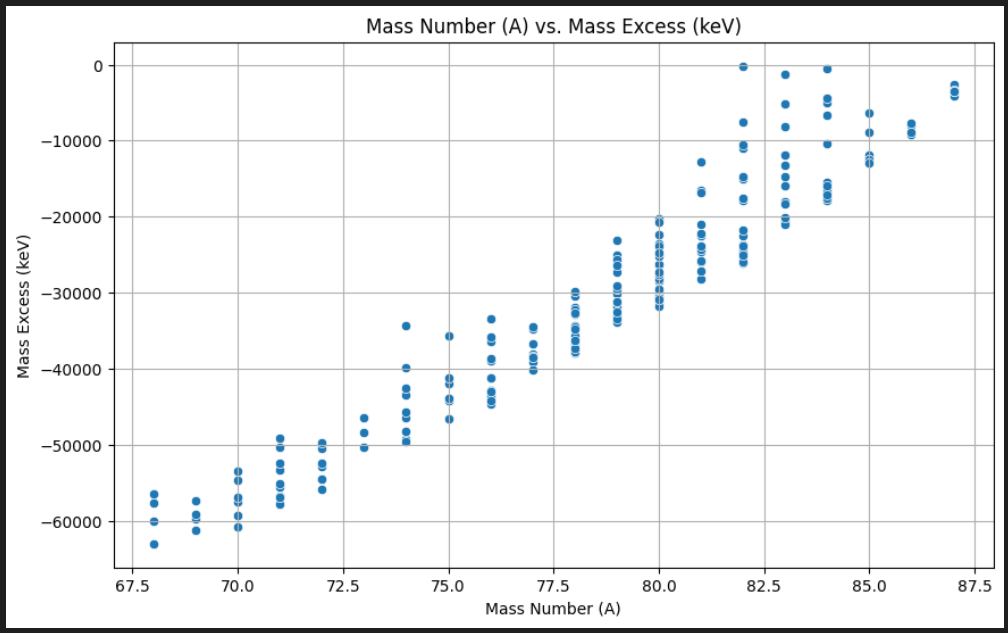 Mass Number (A) vs. Mass Excess (keV)
0
−10000
−20000
−30000
−40000
−50000
−60000
Mass Excess (keV)
67.5 70.0 72.5 75.0 77.5 80.0 82.5 85.0 87.5
Mass Number (A)